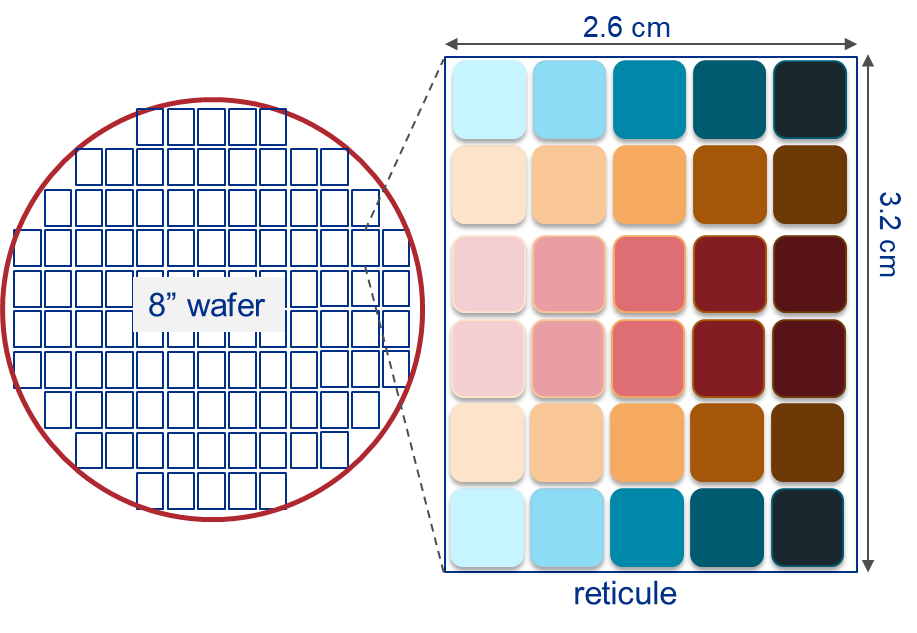 2.6 cm
3.2 cm
8” wafer
reticule